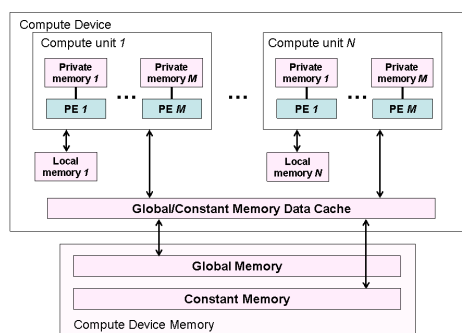 Compute Device
Compute unit 1
Compute unit N
Private memory 1
Private memory M
Private memory 1
Private memory M
PE 1
PE M
PE 1
PE M
Local memory 1
Local memory N
Global/Constant Memory Data Cache
Global Memory
Constant Memory
Compute Device Memory